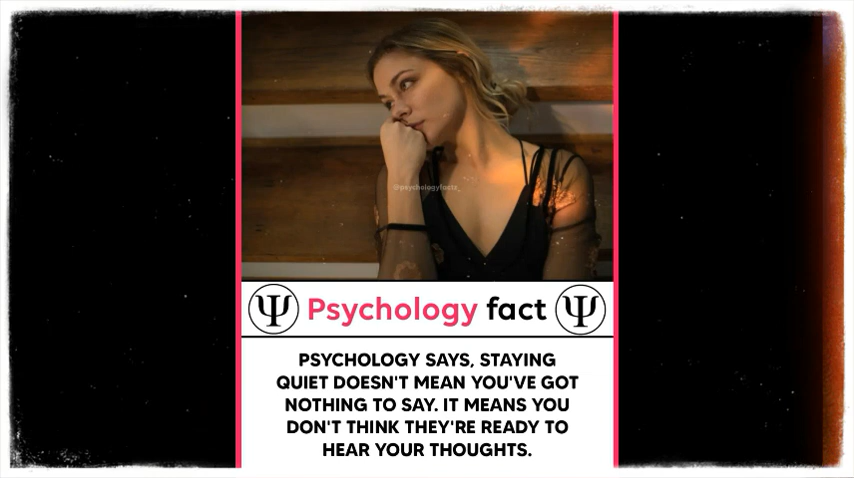 @psychologyfactz_
Ψ Psychology fact Ψ
PSYCHOLOGY SAYS, STAYING
QUIET DOESN'T MEAN YOU'VE GOT
NOTHING TO SAY. IT MEANS YOU
DON'T THINK THEY'RE READY TO
HEAR YOUR THOUGHTS.